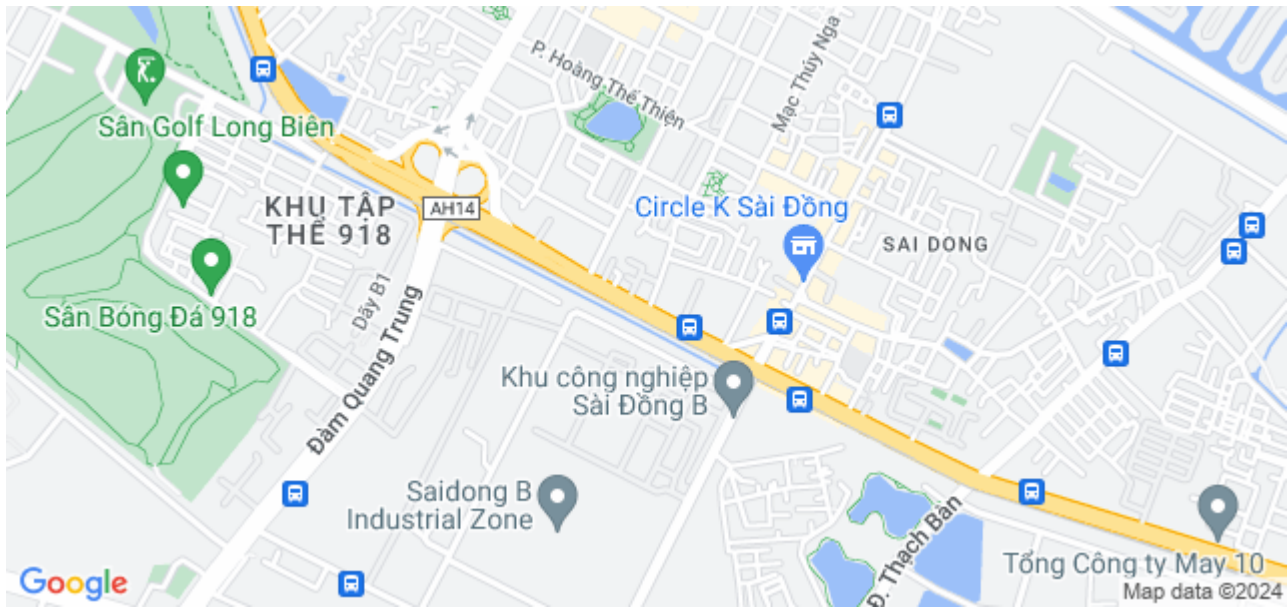 P. Hoàng Thế Thiện
Mạc Thúy Nga
Sân Golf Long Biên
KHU TẬP
THỂ 918
AH14
Circle K Sài Đồng
SAI DONG
Sân Bóng Đá 918
Dãy B1
Đàm Quang Trung
Khu công nghiệp
Sài Đồng B
Saidong B
Industrial Zone
Đ. Thạch Bàn
Tổng Công ty May 10
Google
Map data ©2024